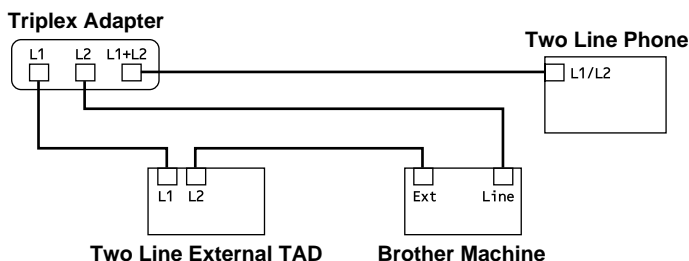 Triplex Adapter
L1 L2 L1+L2
Two Line Phone
L1/L2
L1 L2
Ext Line
Two Line External TAD
Brother Machine